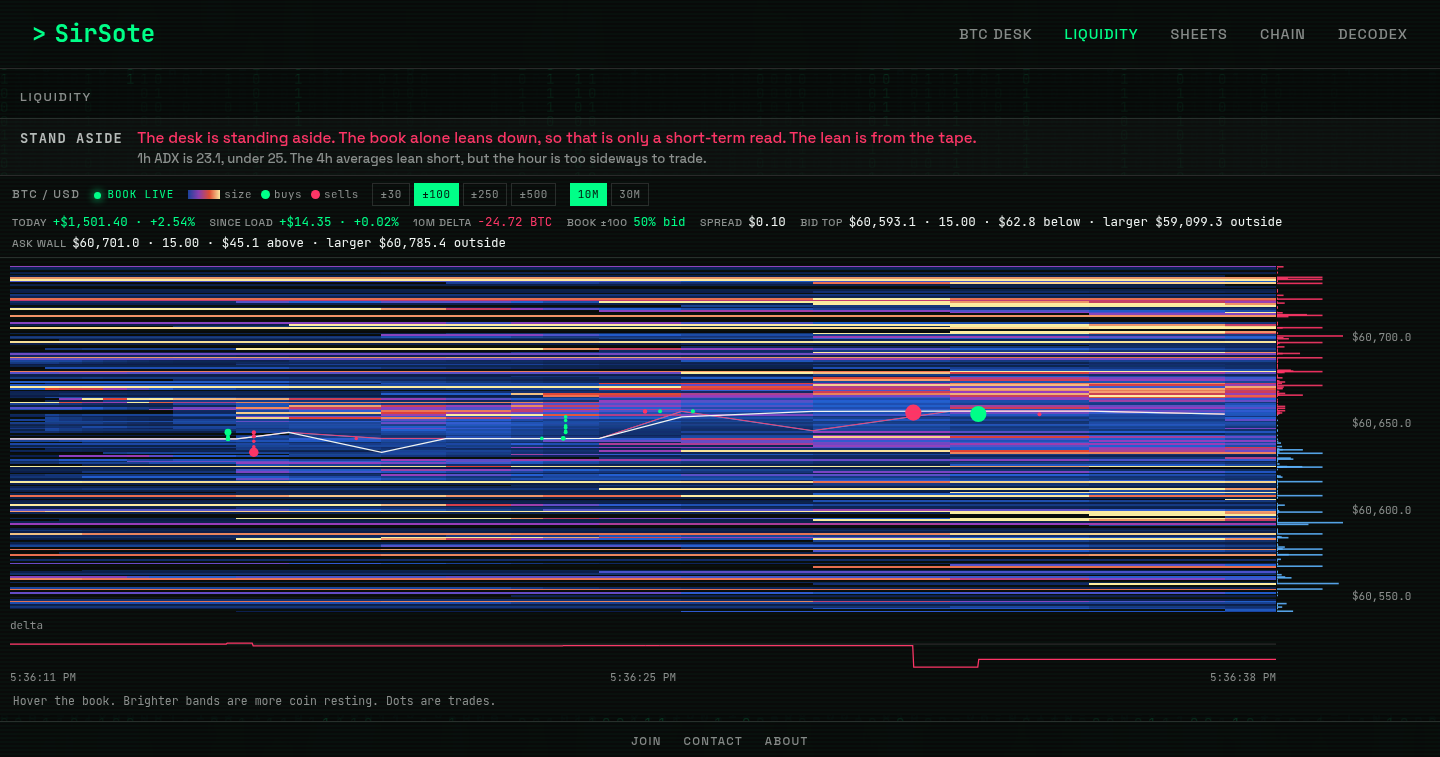 > SirSote
BTC DESK LIQUIDITY SHEETS CHAIN DECODEX
LIQUIDITY
STAND ASIDE The desk is standing aside. The book alone leans down, so that is only a short-term read. The lean is from the tape.
1h ADX is 23.1, under 25. The 4h averages lean short, but the hour is too sideways to trade.
BTC / USD BOOK LIVE size buys sells ±30 ±100 ±250 ±500 10M 30M
TODAY +$1,501.40 · +2.54% SINCE LOAD +$14.35 · +0.02% 10M DELTA -24.72 BTC BOOK ±100 50% bid SPREAD $0.10 BID TOP $60,593.1 · 15.00 · $62.8 below · larger $59,099.3 outside
ASK WALL $60,701.0 · 15.00 · $45.1 above · larger $60,785.4 outside
$60,700.0
$60,650.0
$60,600.0
$60,550.0
delta
5:36:11 PM 5:36:25 PM 5:36:38 PM
Hover the book. Brighter bands are more coin resting. Dots are trades.
JOIN CONTACT ABOUT